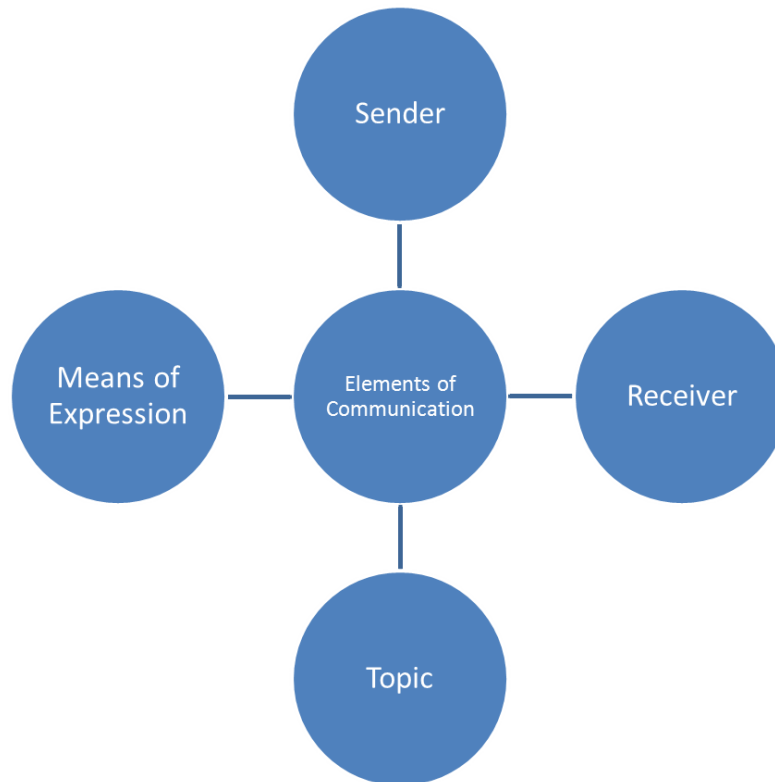 Sender
Means of
Expression
Elements of
Communication
Receiver
Topic